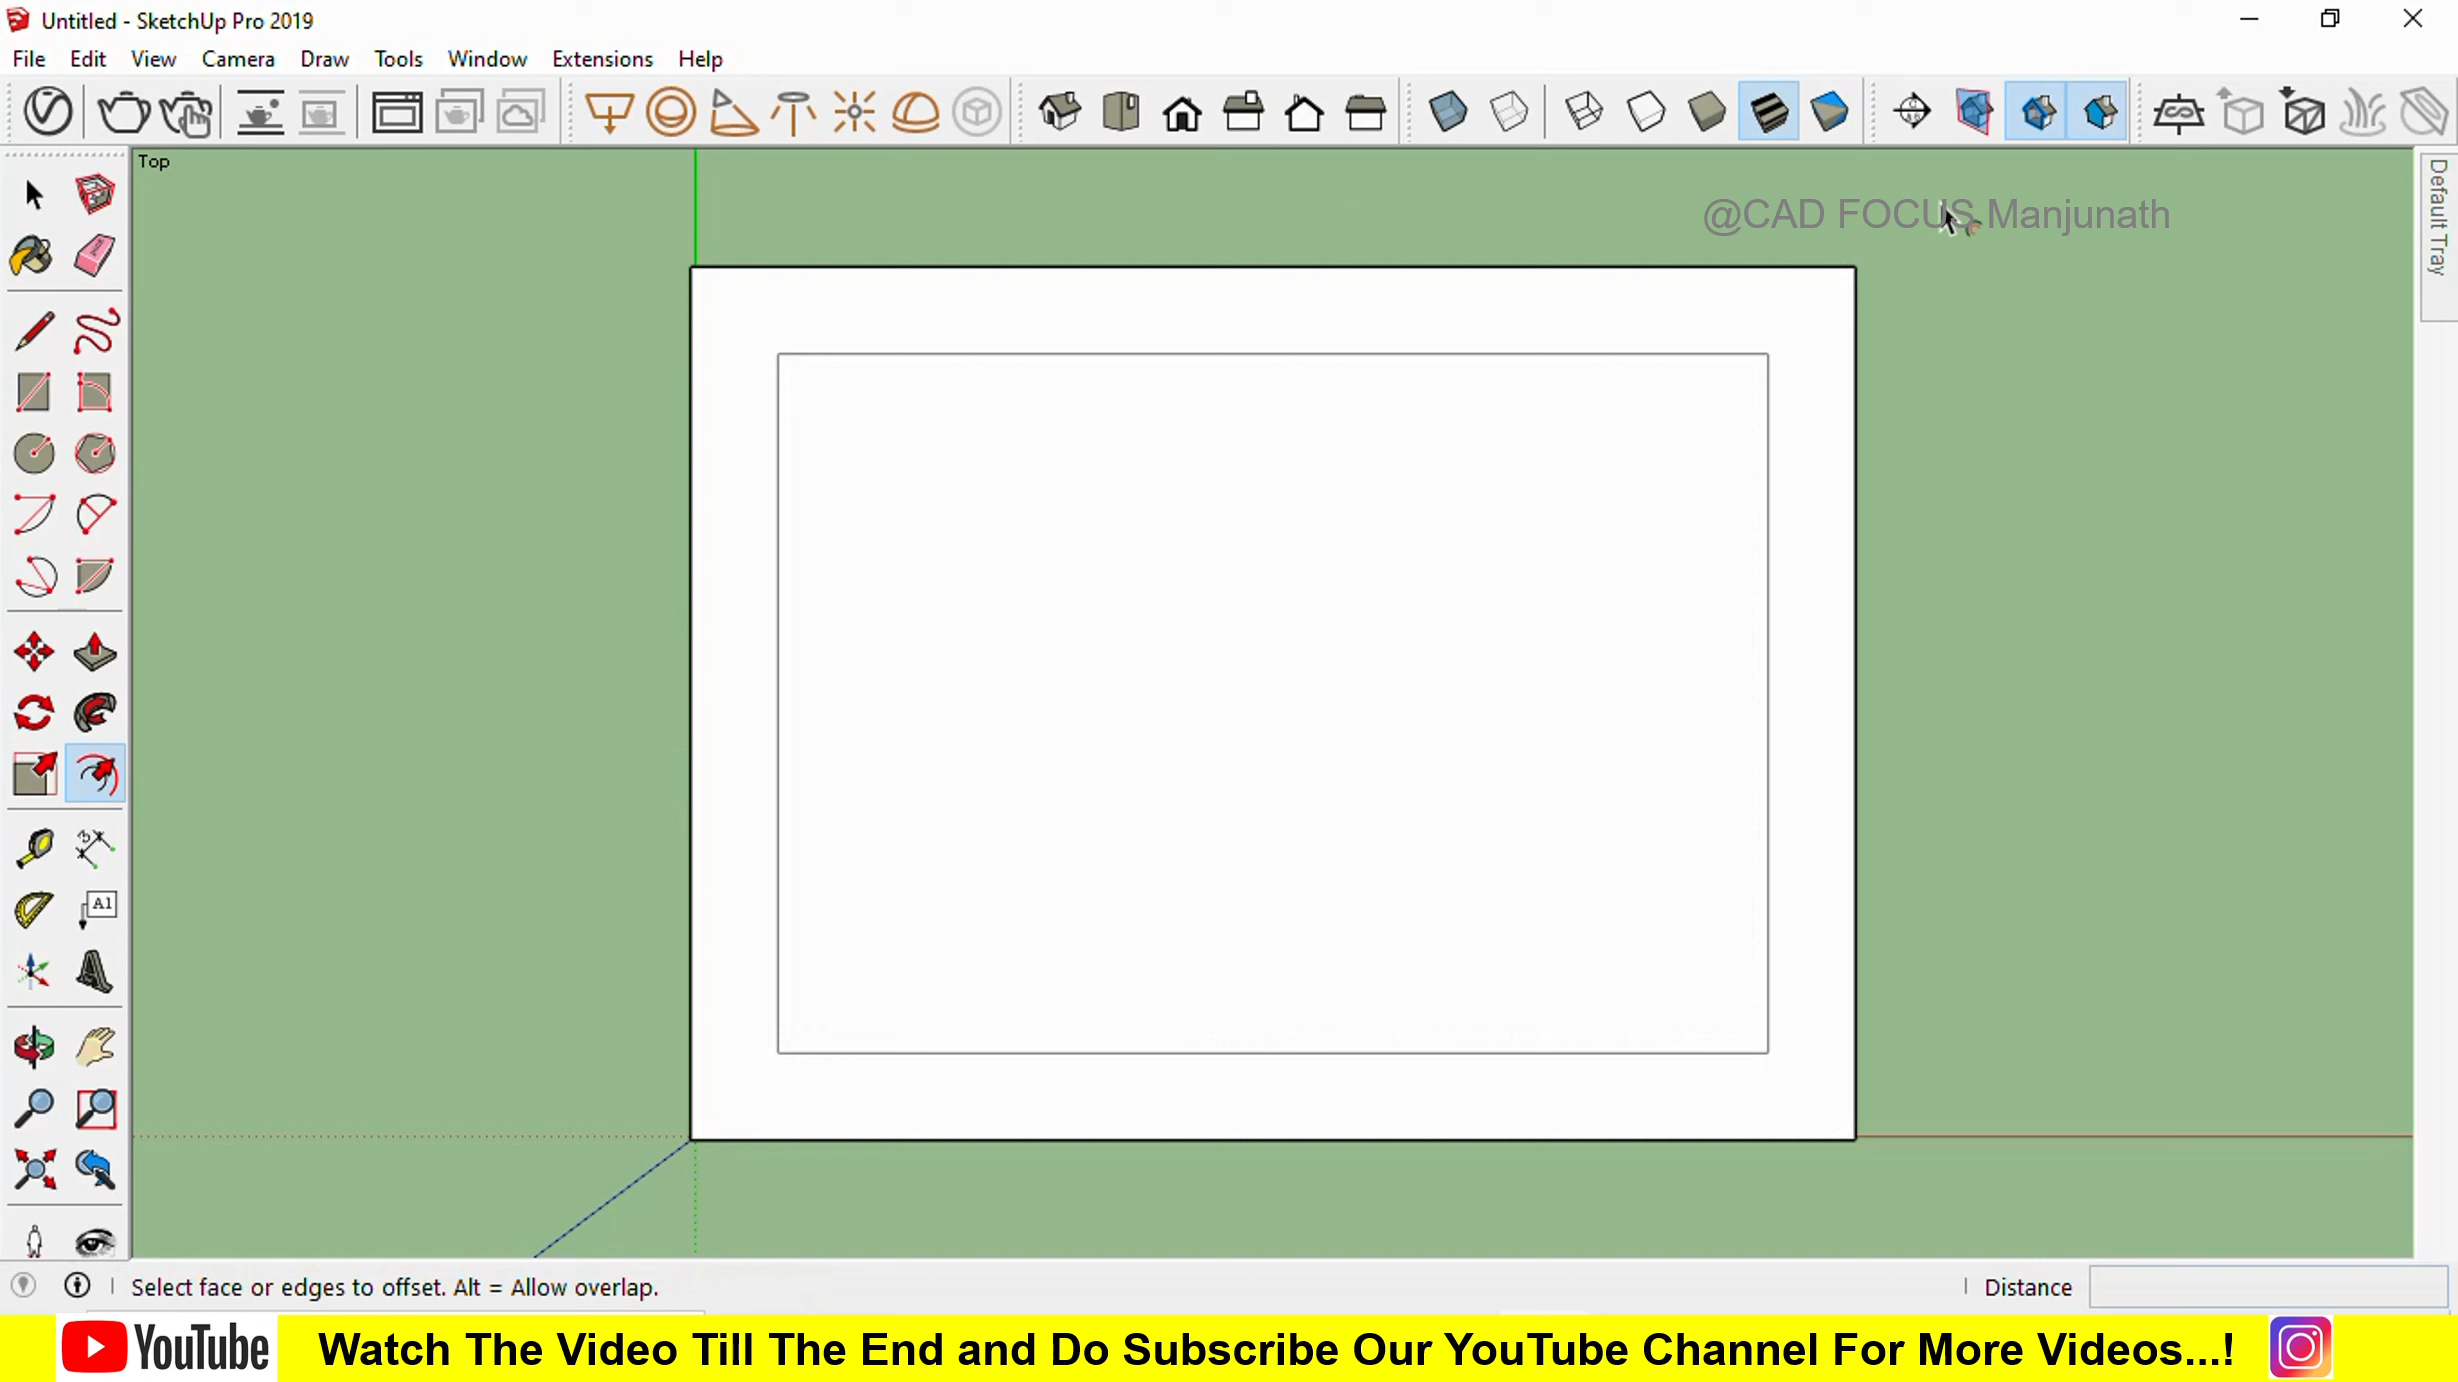 Untitled - SketchUp Pro 2019
File Edit View Camera Draw Tools Window Extensions Help
Top
@CAD FOCUS Manjunath
Default Tray
A1
Select face or edges to offset. Alt = Allow overlap.
Distance
YouTube
Watch The Video Till The End and Do Subscribe Our YouTube Channel For More Videos...!